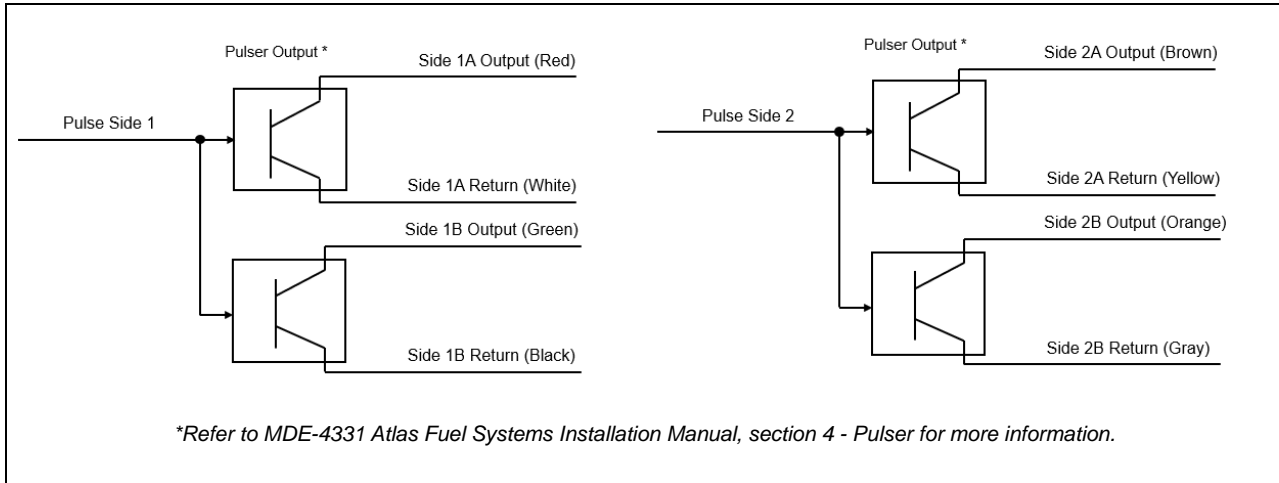 Pulser Output *
Side 1A Output (Red)
Pulse Side 1
Side 1A Return (White)
Side 1B Output (Green)
Side 1B Return (Black)
Pulser Output *
Side 2A Output (Brown)
Pulse Side 2
Side 2A Return (Yellow)
Side 2B Output (Orange)
Side 2B Return (Gray)
*Refer to MDE-4331 Atlas Fuel Systems Installation Manual, section 4 - Pulser for more information.